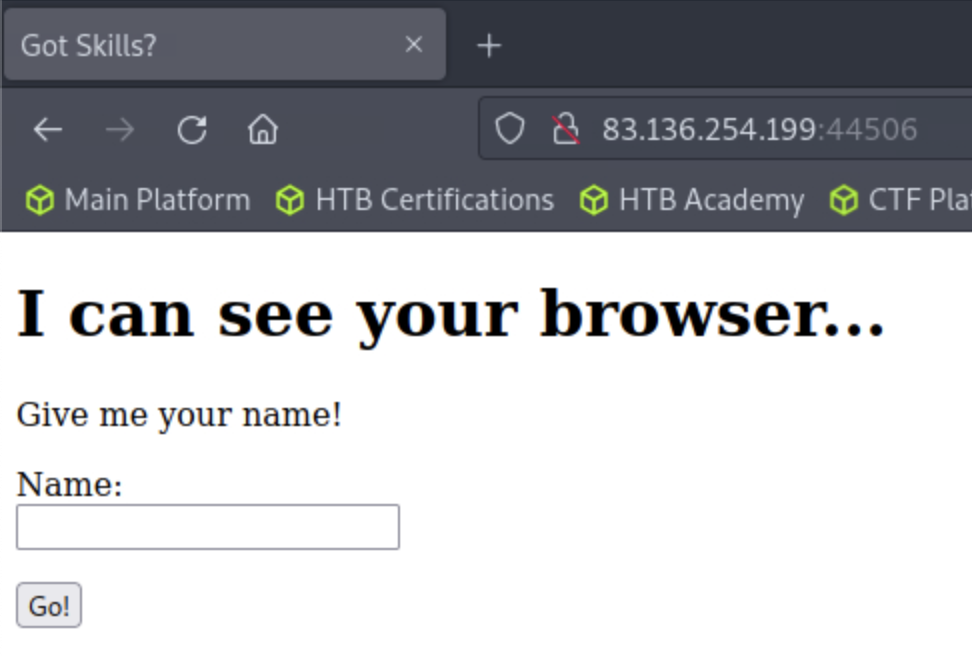 Got Skills?
83.136.254.199:44506
Main Platform HTB Certifications HTB Academy CTF Pla
I can see your browser...
Give me your name!
Name:
Go!